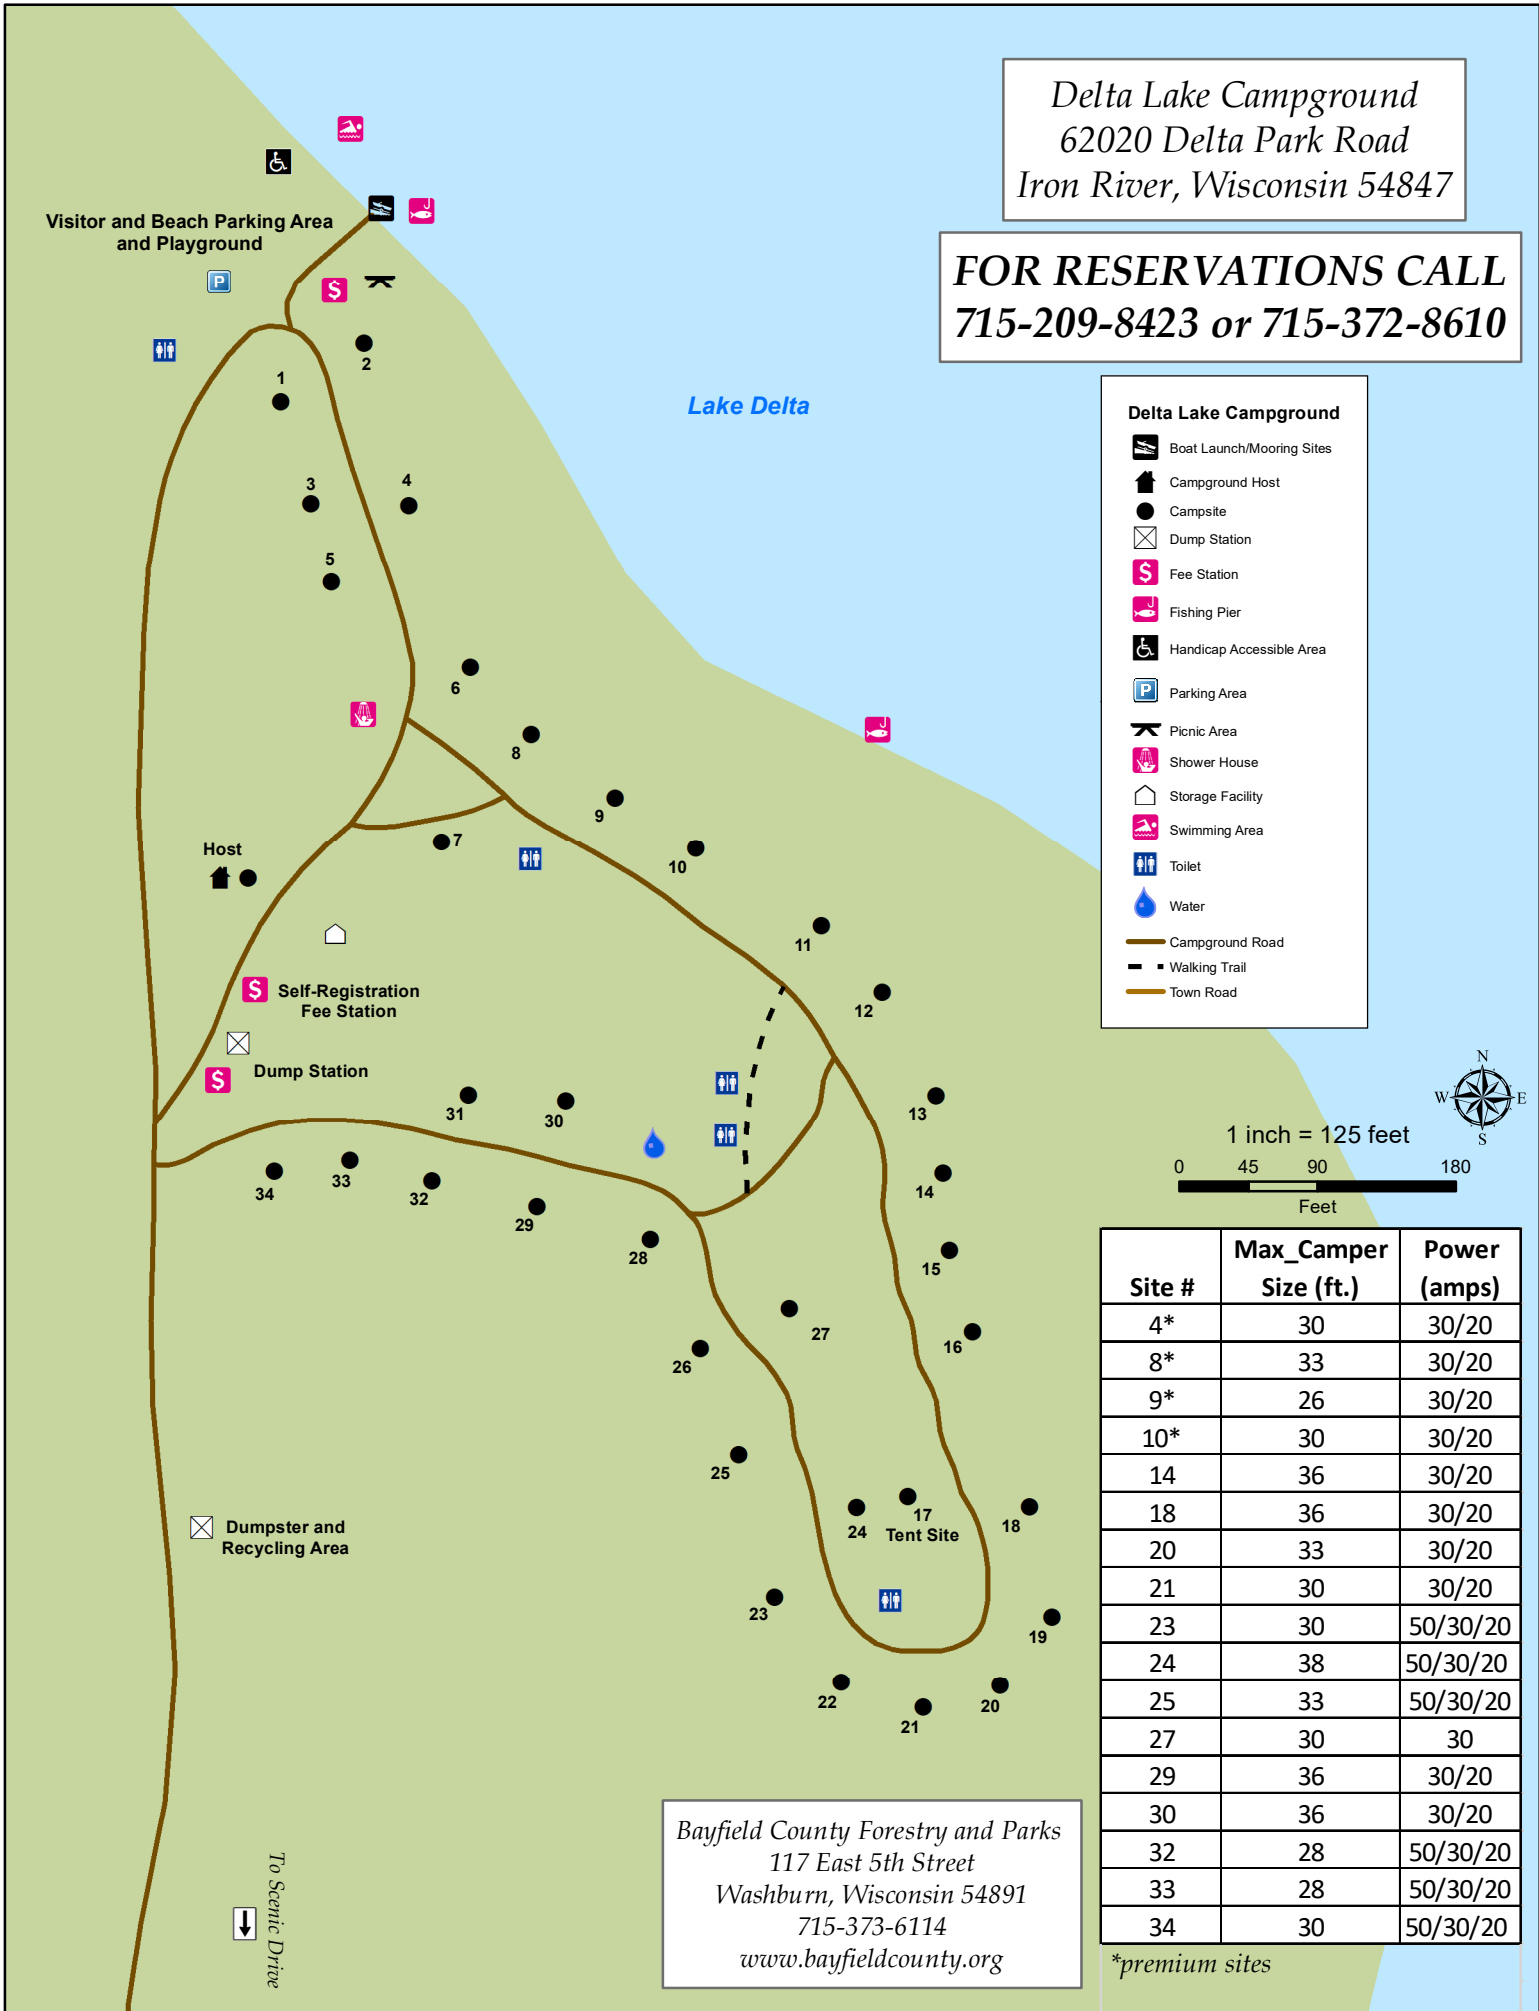 Delta Lake Campground
62020 Delta Park Road
Iron River, Wisconsin 54847
FOR RESERVATIONS CALL
715-209-8423 or 715-372-8610
Visitor and Beach Parking Area
and Playground
P
$
2
1
Lake Delta
3
4
5
6
8
9
7
10
Host
11
12
$
Self-Registration
Fee Station
Dump Station
$
31
30
13
34
33
32
29
28
14
15
27
16
26
25
24
17
Tent Site
18
Dumpster and
Recycling Area
23
19
22
21
20
To Scenic Drive
Delta Lake Campground
Boat Launch/Mooring Sites
Campground Host
Campsite
Dump Station
$ Fee Station
Fishing Pier
Handicap Accessible Area
P Parking Area
Picnic Area
Shower House
Storage Facility
Swimming Area
Toilet
Water
Campground Road
Walking Trail
Town Road
N
W E
S
1 inch = 125 feet
0 45 90 180
Feet
Site # Max_Camper Size (ft.) Power (amps)
4* 30 30/20
8* 33 30/20
9* 26 30/20
10* 30 30/20
14 36 30/20
18 36 30/20
20 33 30/20
21 30 30/20
23 30 50/30/20
24 38 50/30/20
25 33 50/30/20
27 30 30
29 36 30/20
30 36 30/20
32 28 50/30/20
33 28 50/30/20
34 30 50/30/20
*premium sites
Bayfield County Forestry and Parks
117 East 5th Street
Washburn, Wisconsin 54891
715-373-6114
www.bayfieldcounty.org